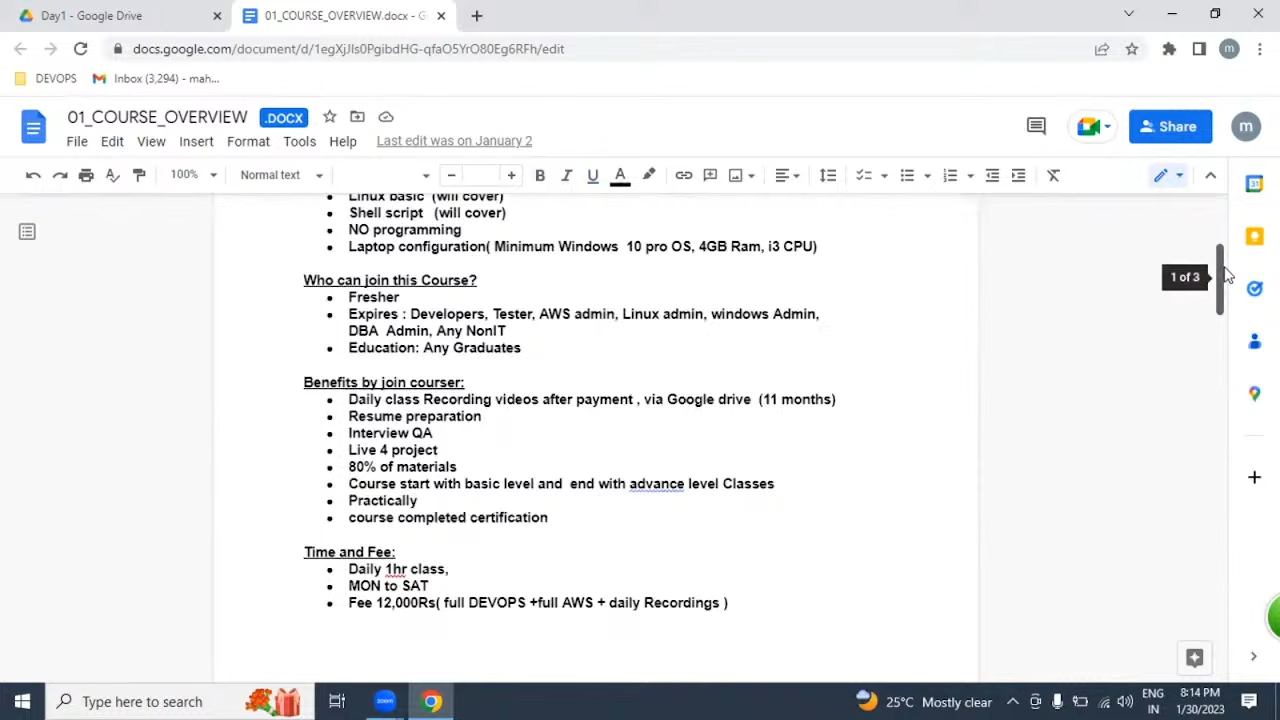 Day1 - Google Drive
01_COURSE_OVERVIEW.docx - G
docs.google.com/document/d/1egXjJIs0PgibdHG-qfaO5YrO80Eg6RFh/edit
m
DEVOPS
Inbox (3,294) - mah...
01_COURSE_OVERVIEW .DOCX
Share
m
File Edit View Insert Format Tools Help Last edit was on January 2
100% Normal text
Linux basic (will cover)
Shell script (will cover)
NO programming
Laptop configuration( Minimum Windows 10 pro OS, 4GB Ram, i3 CPU)
1 of 3
Who can join this Course?
Fresher
Expires : Developers, Tester, AWS admin, Linux admin, windows Admin,
DBA Admin, Any NonIT
Education: Any Graduates
Benefits by join courser:
Daily class Recording videos after payment , via Google drive (11 months)
Resume preparation
Interview QA
Live 4 project
80% of materials
Course start with basic level and end with advance level Classes
Practically
course completed certification
Time and Fee:
Daily 1hr class,
MON to SAT
Fee 12,000Rs( full DEVOPS +full AWS + daily Recordings )
Type here to search
zoom
25°C Mostly clear
ENG
IN
8:14 PM
1/30/2023